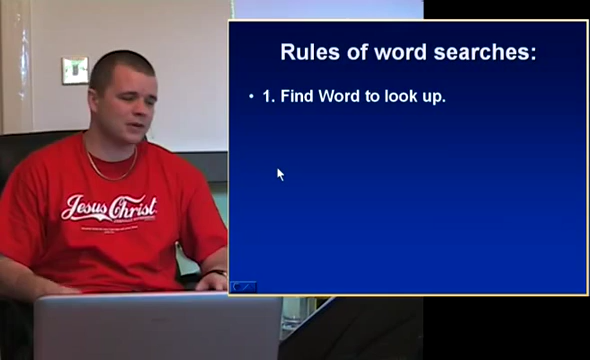 Rules of word searches:
• 1. Find Word to look up.
Jesus Christ